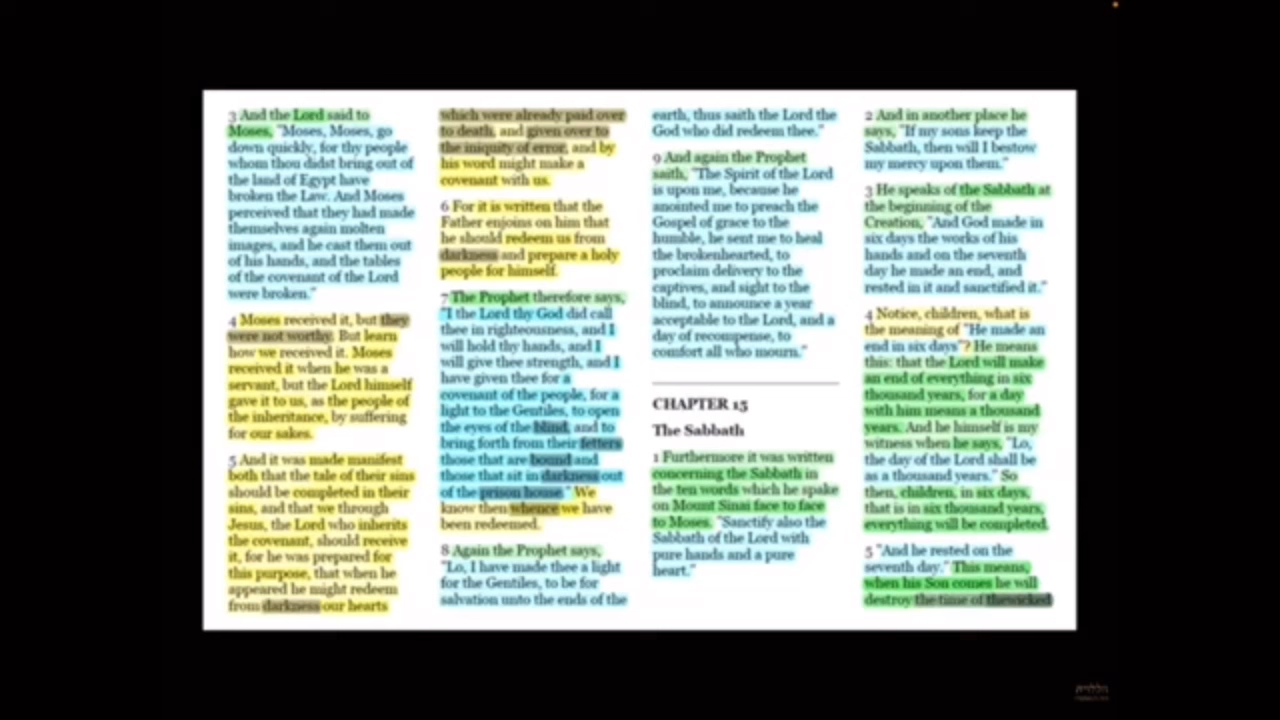 3 And the Lord said to
Moses, "Moses, Moses, go
down quickly, for thy people
whom thou didst bring out of
the land of Egypt have
broken the Law. And Moses
perceived that they had made
themselves again molten
images, and he cast them out
of his hands, and the tables
of the covenant of the Lord
were broken."
4 Moses received it, but they
were not worthy. But learn
how we received it. Moses
received it when he was a
servant, but the Lord himself
gave it to us, as the people of
the inheritance, by suffering
for our sakes.
5 And it was made manifest
both that the tale of their sins
should be completed in their
sins, and that we through
Jesus, the Lord who inherits
the covenant, should receive
it, for he was prepared for
this purpose, that when he
appeared he might redeem
from darkness our hearts
which were already paid over
to death, and given over to
the iniquity of error, and by
his word might make a
covenant with us.
6 For it is written that the
Father enjoins on him that
he should redeem us from
darkness and prepare a holy
people for himself.
7 The Prophet therefore says,
"I the Lord thy God did call
thee in righteousness, and I
will hold thy hands, and I
will give thee strength, and I
have given thee for a
covenant of the people, for a
light to the Gentiles, to open
the eyes of the blind, and to
bring forth from their fetters
those that are bound and
those that sit in darkness out
of the prison house." We
know then whence we have
been redeemed.
8 Again the Prophet says,
"Lo, I have made thee a light
for the Gentiles, to be for
salvation unto the ends of the
earth, thus saith the Lord the
God who did redeem thee."
9 And again the Prophet
saith, "The Spirit of the Lord
is upon me, because he
anointed me to preach the
Gospel of grace to the
humble, he sent me to heal
the brokenhearted, to
proclaim delivery to the
captives, and sight to the
blind, to announce a year
acceptable to the Lord, and a
day of recompense, to
comfort all who mourn."
CHAPTER 15
The Sabbath
1 Furthermore it was written
concerning the Sabbath in
the ten words which he spake
on Mount Sinai face to face
to Moses. "Sanctify also the
Sabbath of the Lord with
pure hands and a pure
heart."
2 And in another place he
says, "If my sons keep the
Sabbath, then will I bestow
my mercy upon them."
3 He speaks of the Sabbath at
the beginning of the
Creation, "And God made in
six days the works of his
hands and on the seventh
day he made an end, and
rested in it and sanctified it."
4 Notice, children, what is
the meaning of "He made an
end in six days"? He means
this: that the Lord will make
an end of everything in six
thousand years, for a day
with him means a thousand
years. And he himself is my
witness when he says, "Lo,
the day of the Lord shall be
as a thousand years." So
then, children, in six days,
that is in six thousand years,
everything will be completed.
5 "And he rested on the
seventh day." This means,
when his Son comes he will
destroy the time of thewicked